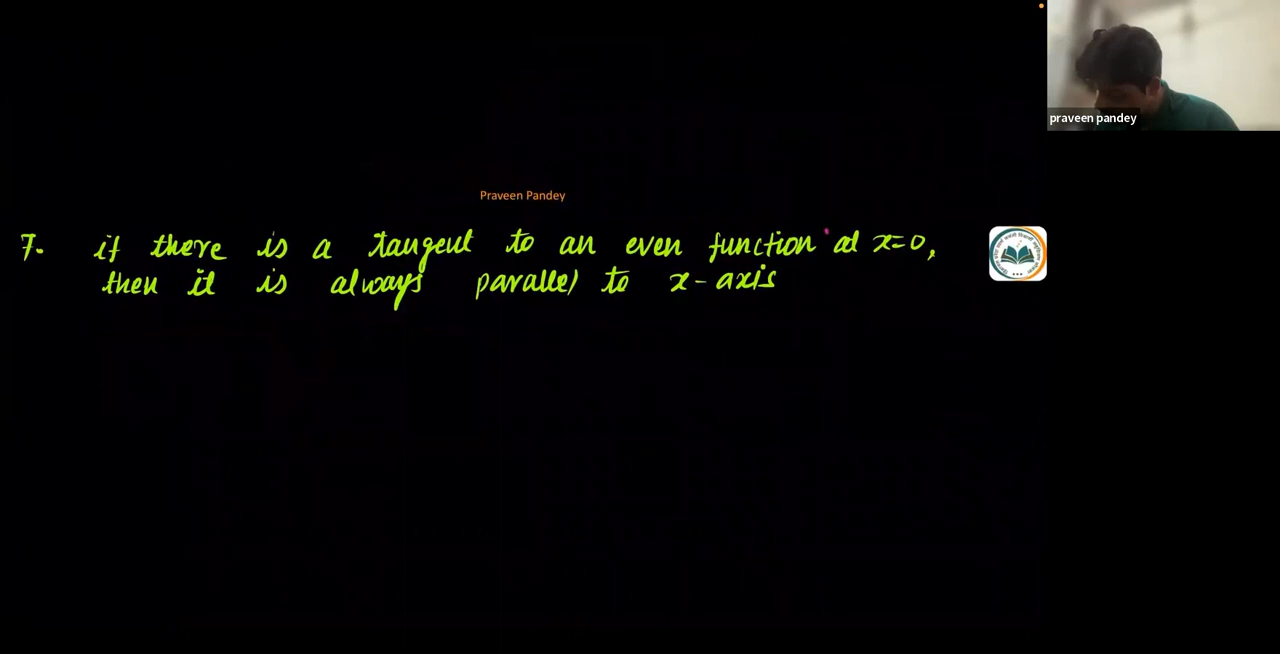 praveen pandey
Praveen Pandey
7. if there is a tangent to an even function at x=0,
then it is always parallel to x-axis